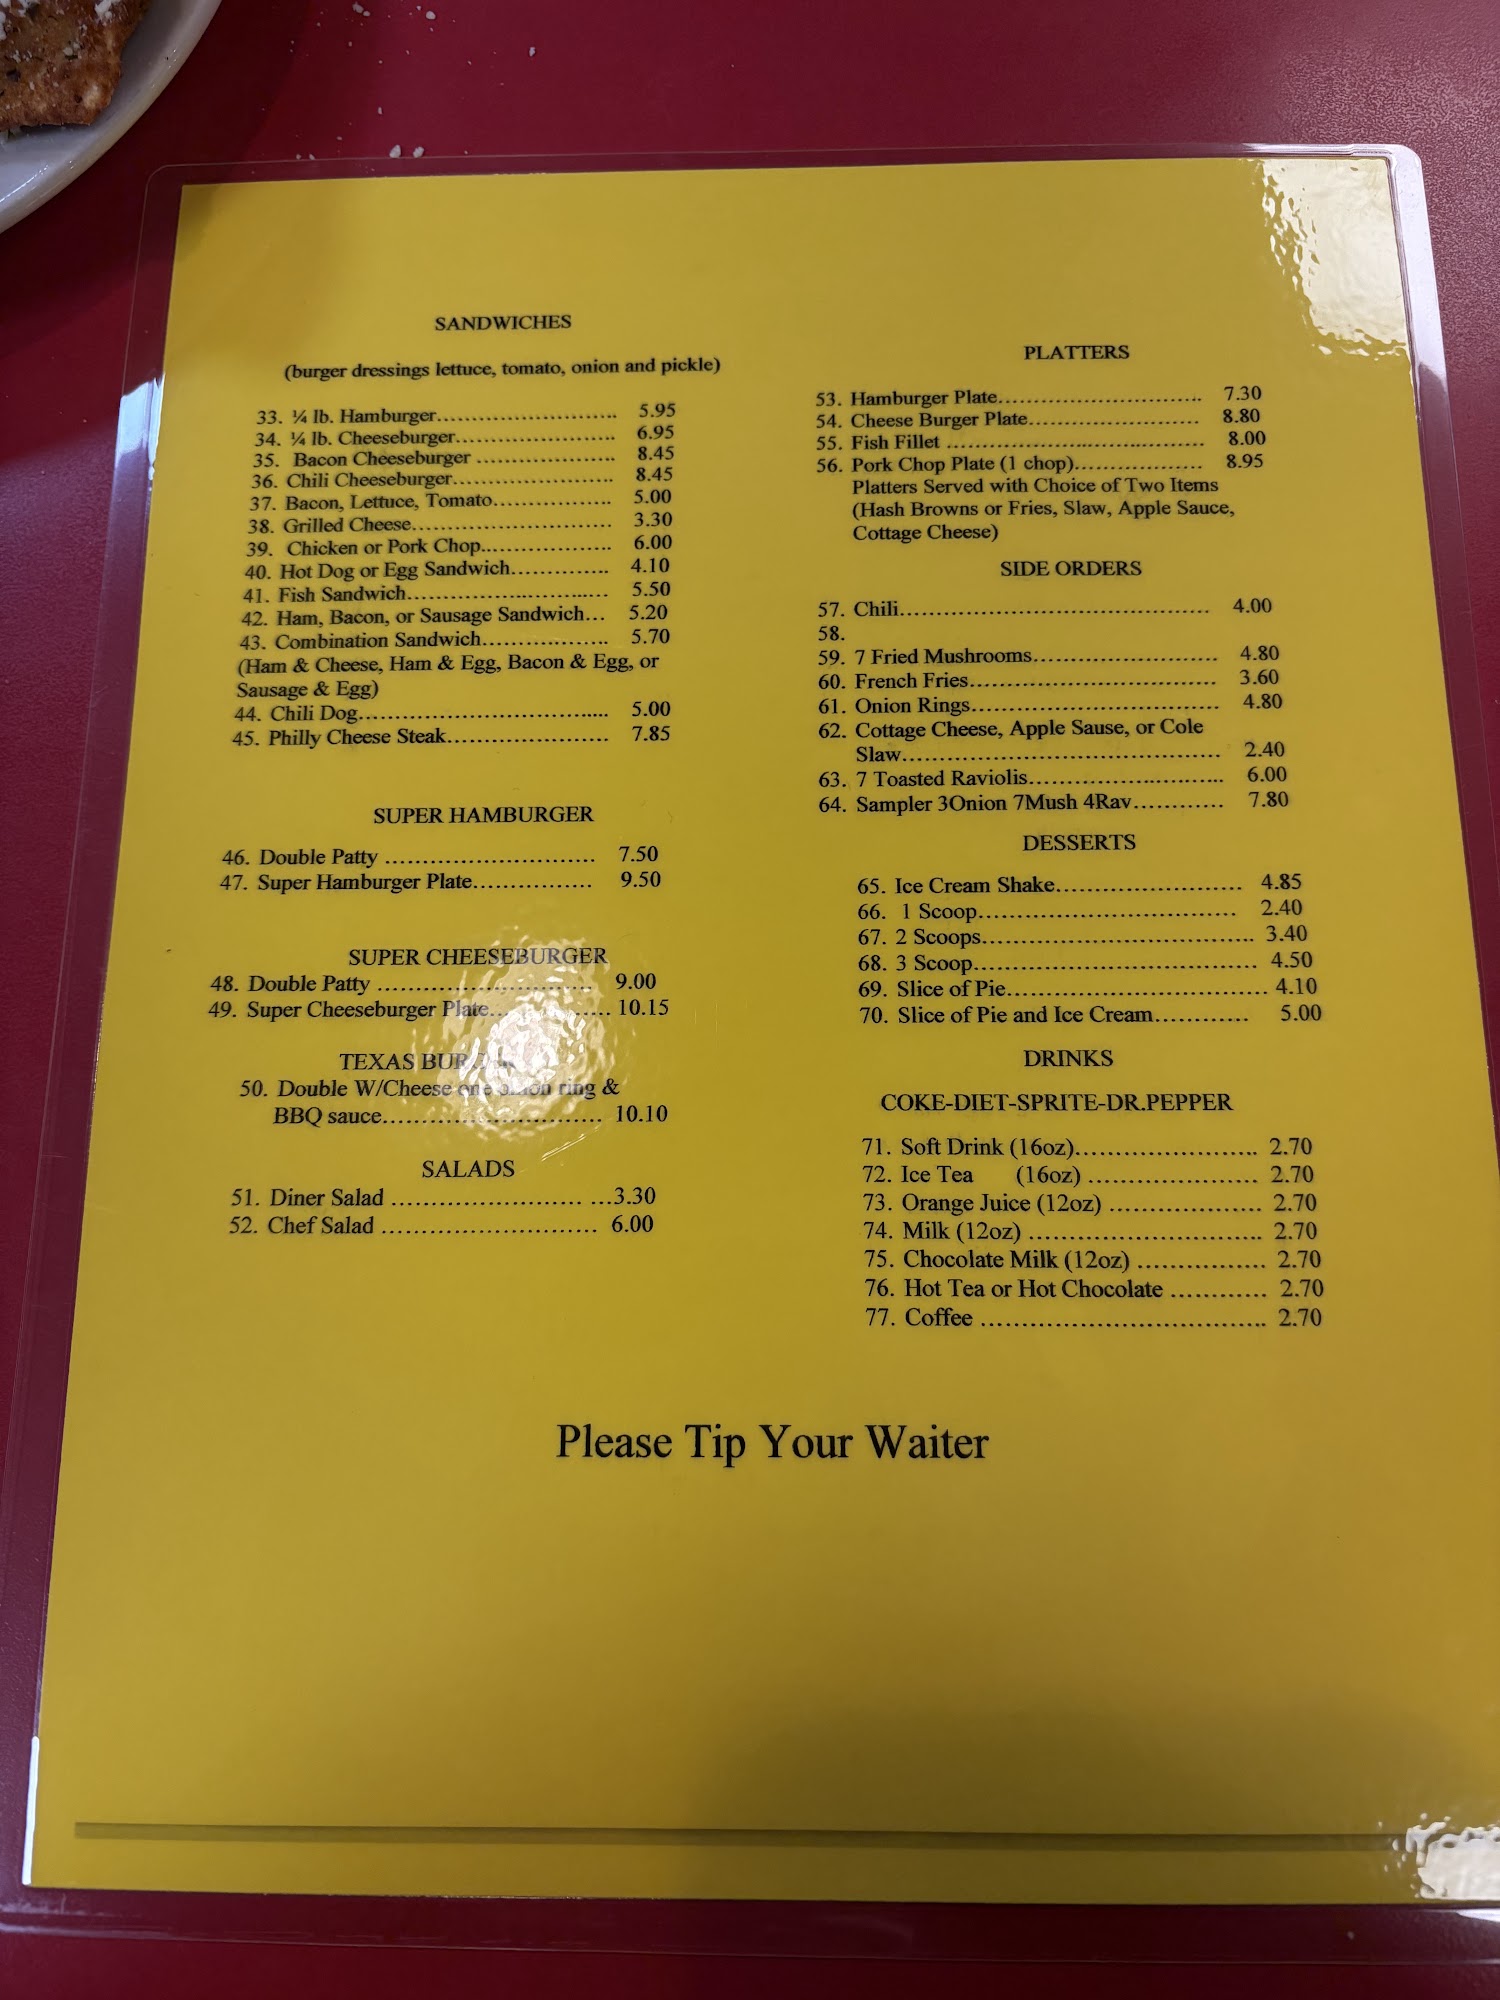 SANDWICHES
(burger dressings lettuce, tomato, onion and pickle)
33. ¼ lb. Hamburger........................... 5.95
34. ¼ lb. Cheeseburger........................ 6.95
35. Bacon Cheeseburger ..................... 8.45
36. Chili Cheeseburger........................ 8.45
37. Bacon, Lettuce, Tomato.................. 5.00
38. Grilled Cheese.............................. 3.30
39. Chicken or Pork Chop.................... 6.00
40. Hot Dog or Egg Sandwich............... 4.10
41. Fish Sandwich............................... 5.50
42. Ham, Bacon, or Sausage Sandwich... 5.20
43. Combination Sandwich................... 5.70
(Ham & Cheese, Ham & Egg, Bacon & Egg, or
Sausage & Egg)
44. Chili Dog...................................... 5.00
45. Philly Cheese Steak........................ 7.85
SUPER HAMBURGER
46. Double Patty ............................... 7.50
47. Super Hamburger Plate.................. 9.50
SUPER CHEESEBURGER
48. Double Patty ................................ 9.00
49. Super Cheeseburger Plate.................. 10.15
TEXAS
50. Double W/Cheese one onion ring &
BBQ sauce................................ 10.10
SALADS
51. Diner Salad ............................ ...3.30
52. Chef Salad ................................ 6.00
PLATTERS
53. Hamburger Plate.............................. 7.30
54. Cheese Burger Plate......................... 8.80
55. Fish Fillet ...................................... 8.00
56. Pork Chop Plate (1 chop)................... 8.95
Platters Served with Choice of Two Items
(Hash Browns or Fries, Slaw, Apple Sauce,
Cottage Cheese)
SIDE ORDERS
57. Chili.............................................. 4.00
58.
59. 7 Fried Mushrooms........................... 4.80
60. French Fries.................................... 3.60
61. Onion Rings..................................... 4.80
62. Cottage Cheese, Apple Sause, or Cole
Slaw............................................... 2.40
63. 7 Toasted Raviolis............................. 6.00
64. Sampler 3Onion 7Mush 4Rav............ 7.80
DESSERTS
65. Ice Cream Shake........................... 4.85
66. 1 Scoop...................................... 2.40
67. 2 Scoops....................................... 3.40
68. 3 Scoop......................................... 4.50
69. Slice of Pie..................................... 4.10
70. Slice of Pie and Ice Cream............ 5.00
DRINKS
COKE-DIET-SPRITE-DR.PEPPER
71. Soft Drink (16oz).......................... 2.70
72. Ice Tea (16oz) ........................ 2.70
73. Orange Juice (12oz) ................... 2.70
74. Milk (12oz) ................................ 2.70
75. Chocolate Milk (12oz) ................ 2.70
76. Hot Tea or Hot Chocolate ............ 2.70
77. Coffee ....................................... 2.70
Please Tip Your Waiter